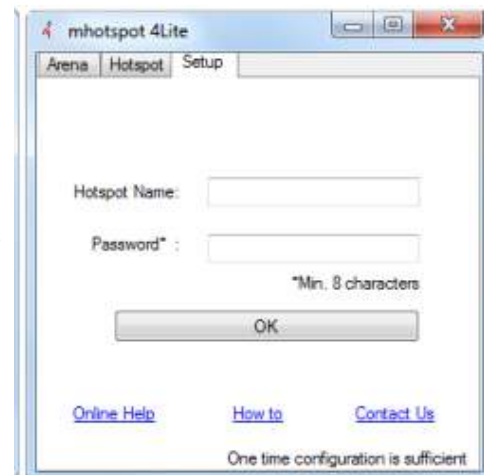 mhotspot 4Lite
Arena Hotspot Setup
Hotspot Name:
Password* :
*Min. 8 characters
OK
Online Help How to Contact Us
One time configuration is sufficient